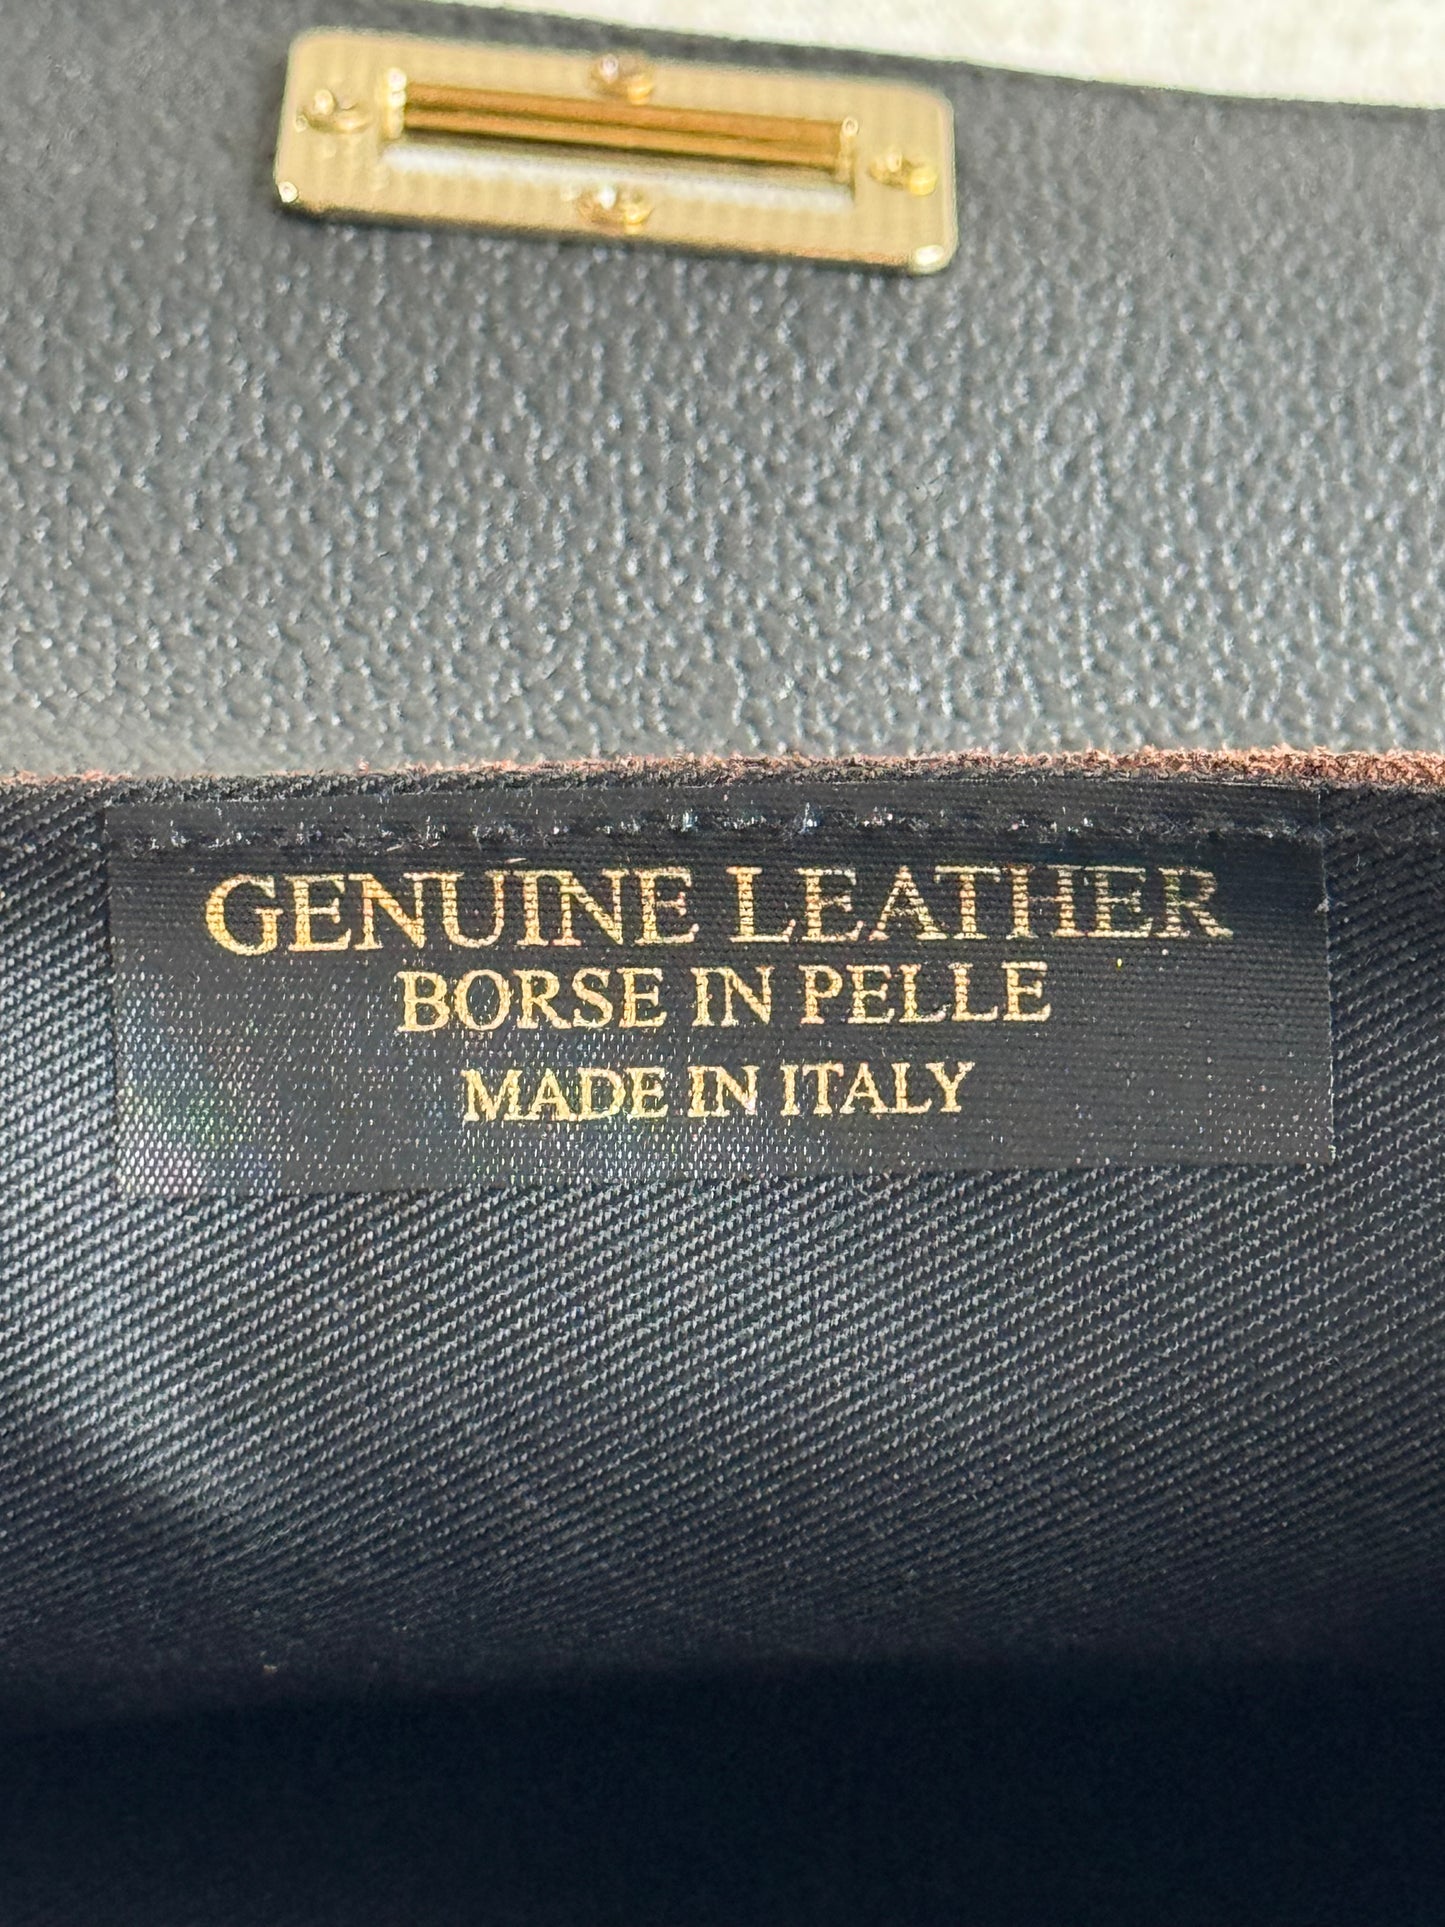 GENUINE LEATHER
BORSE IN PELLE
MADE IN ITALY